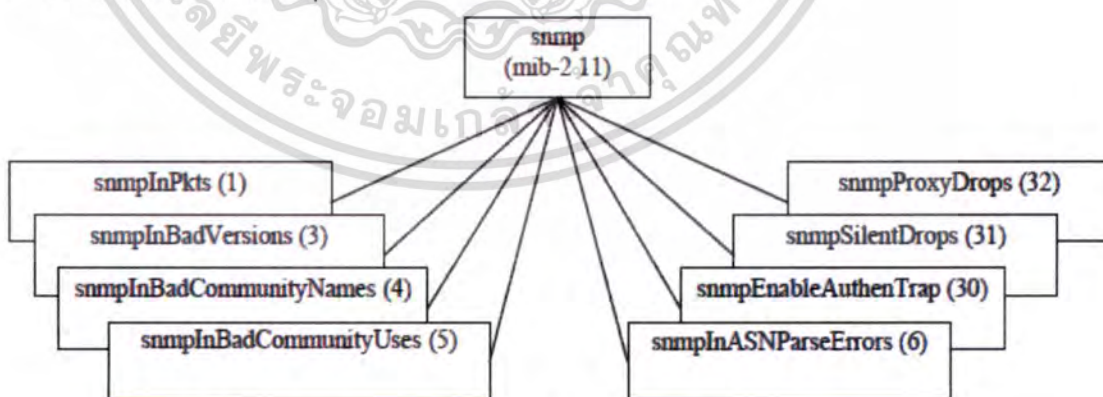 snmp
(mib-2 11)
snmpInPkts (1)
snmpInBadVersions (3)
snmpInBadCommunityNames (4)
snmpInBadCommunityUses (5)
snmpProxyDrops (32)
snmpSilentDrops (31)
snmpEnableAuthenTrap (30)
snmpInASNParseErrors (6)